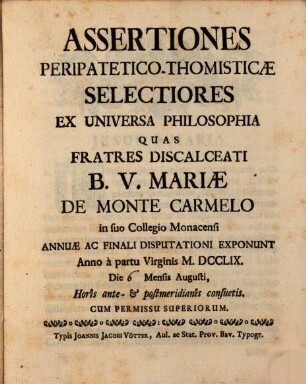 ASSERTIONES
PERIPATETICO-THOMISTICÆ
SELECTIORES
EX UNIVERSA PHILOSOPHIA
QUAS
FRATRES DISCALCEATI
B. V. MARIÆ
DE MONTE CARMELO
in suo Collegio Monacensi
ANNUÆ AC FINALI DISPUTATIONI EXPONUNT
Anno à partu Virginis M. DCCLIX.
Die 6 Mensis Augusti,
Horis ante- & postmeridianis consuetis.
CUM PERMISSU SUPERIORUM.
Typis JOANNIS JACOBI VÖTTER, Aul. ac Stat. Prov. Bav. Typogr.